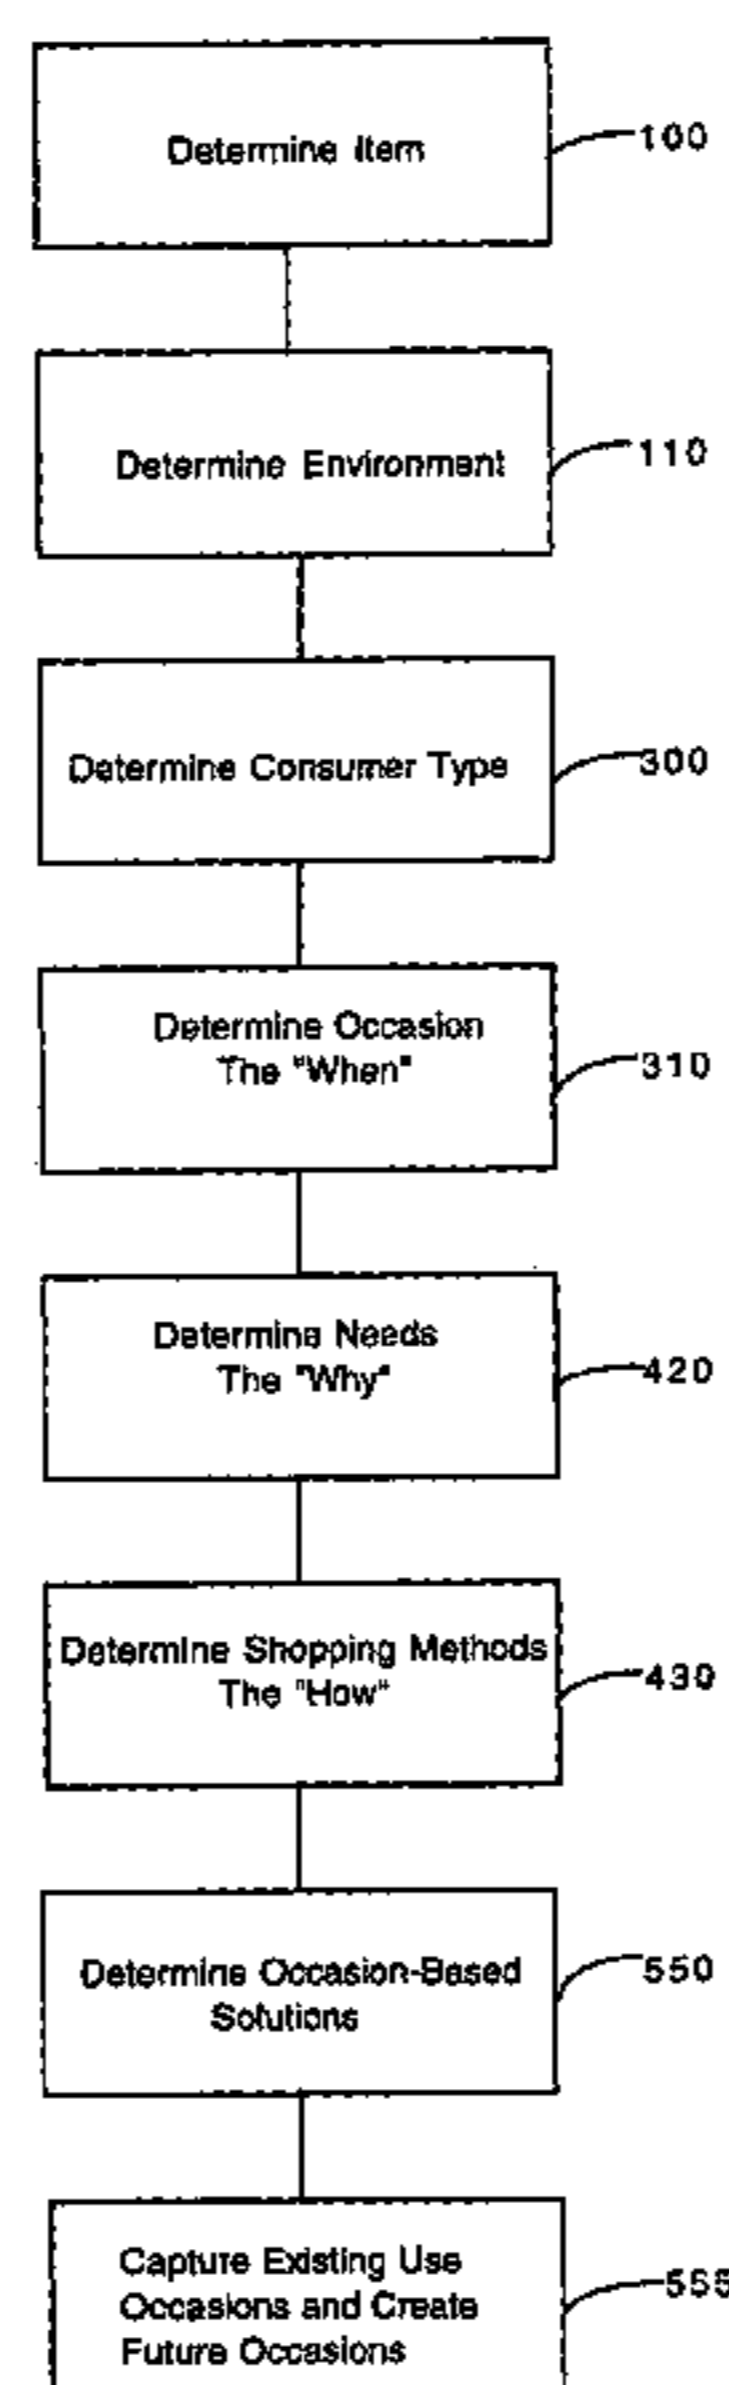 Determine Item
100
Determine Environment
110
Determine Consumer Type
300
Determine Occasion
The "When"
310
Determine Needs
The "Why"
420
Determine Shopping Methods
The "How"
430
Determine Occasion-Based
Solutions
550
Capture Existing Use
Occasions and Create
Future Occasions